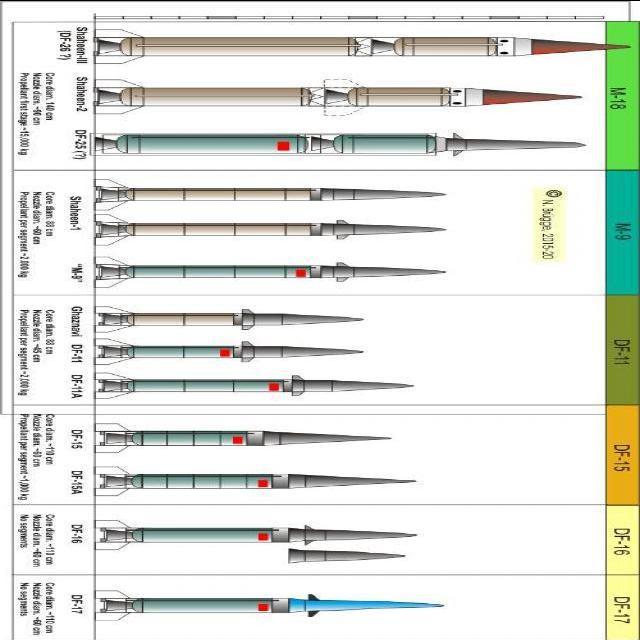 M-18
M-9
DF-11
DF-15
DF-16
DF-17
© N. Brügge, 2015-20
Shaheen-III
(DF-26 ?)
Shaheen-2
DF-25 (?)
Shaheen-1
"M-9"
Ghaznavi
DF-11
DF-11A
DF-15
DF-15A
DF-16
DF-17
Core diam. 140 cm
Nozzle diam. ~90 cm
Propellant first stage ~15,000 kg
Core diam. 88 cm
Nozzle diam. ~60 cm
Propellant per segment ~2,000 kg
Core diam. 88 cm
Nozzle diam. ~45 cm
Propellant per segment ~2,000 kg
Core diam. ~110 cm
Nozzle diam. ~60 cm
Propellant per segment ~1,000 kg
Core diam. ~110 cm
Nozzle diam. ~60 cm
No segments
Core diam. ~110 cm
Nozzle diam. ~60 cm
No segments